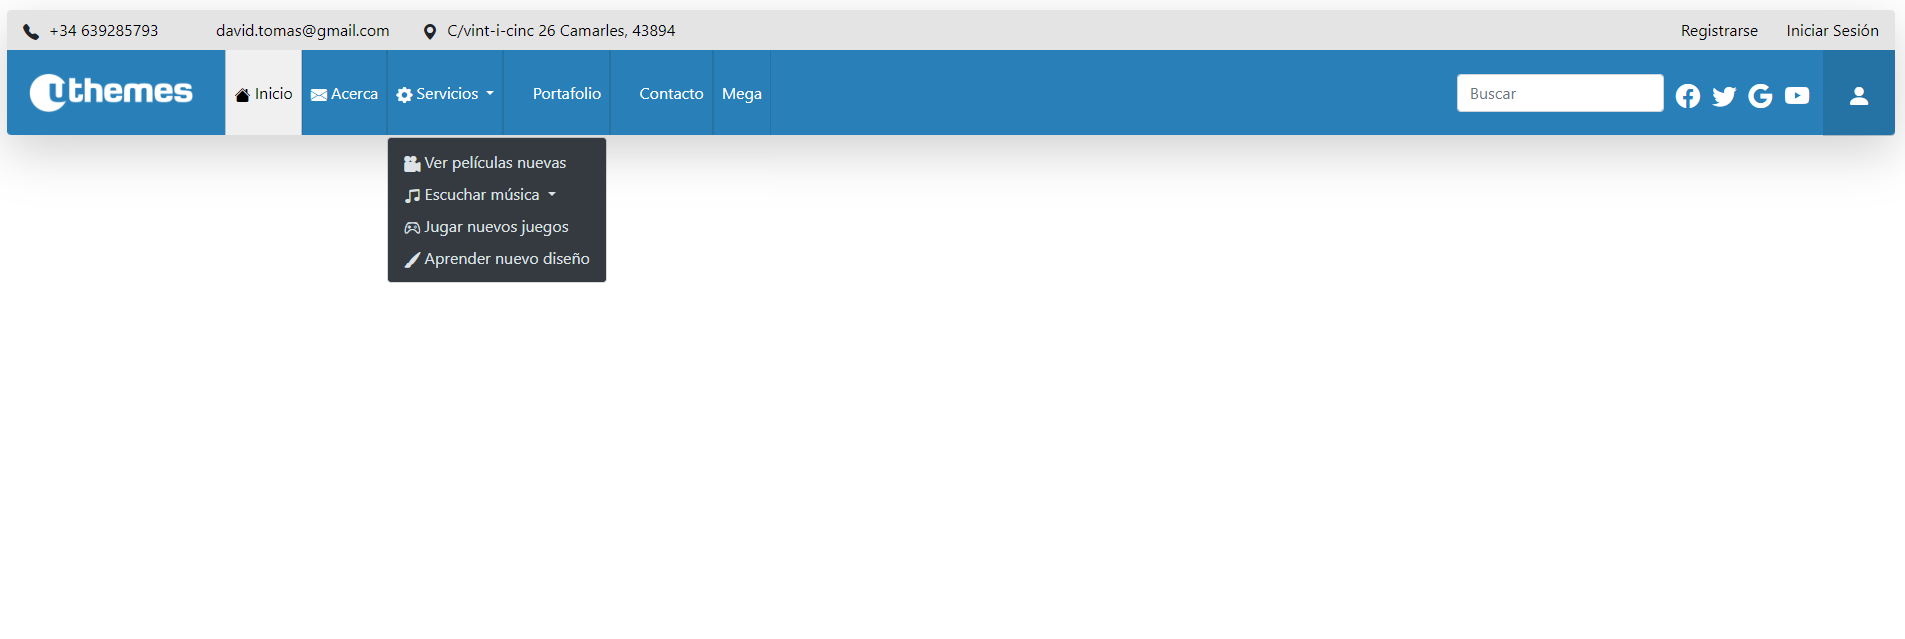 +34 639285793 david.tomas@gmail.com C/vint-i-cinc 26 Camarles, 43894 Registrarse Iniciar Sesión
uthemes Inicio Acerca Servicios Portafolio Contacto Mega Buscar
Ver películas nuevas
Escuchar música
Jugar nuevos juegos
Aprender nuevo diseño